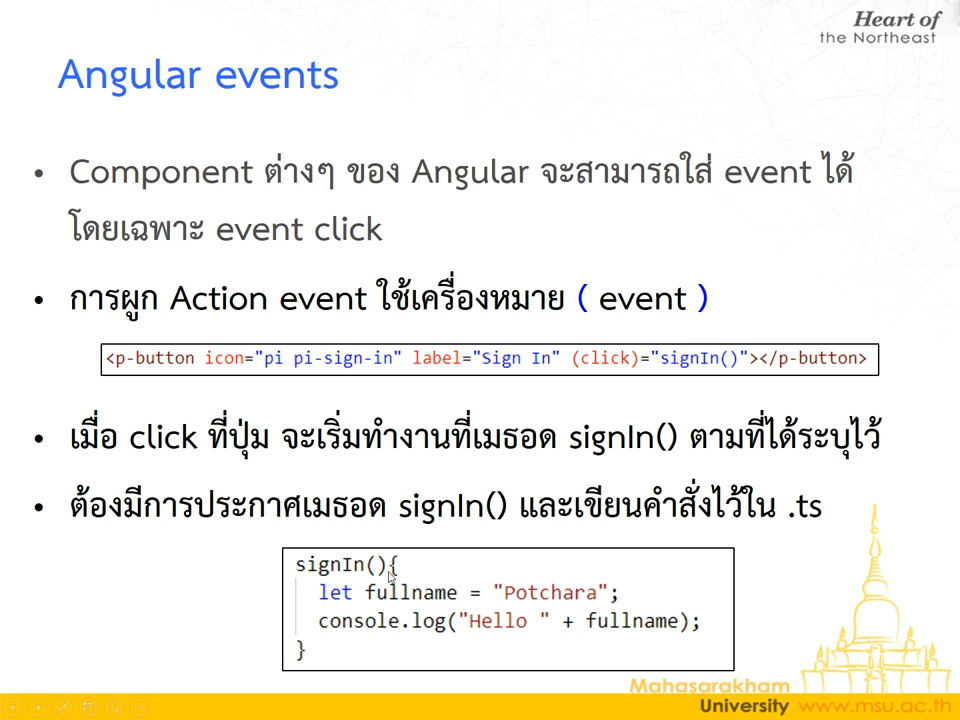 Heart of
the Northeast
Angular events
• Component ต่างๆ ของ Angular จะสามารถใส่ event ได้
โดยเฉพาะ event click
• การผูก Action event ใช้เครื่องหมาย ( event )
<p-button icon="pi pi-sign-in" label="Sign In" (click)="signIn()"></p-button>
• เมื่อ click ที่ปุ่ม จะเริ่มทำงานที่เมธอด signIn() ตามที่ได้ระบุไว้
• ต้องมีการประกาศเมธอด signIn() และเขียนคำสั่งไว้ใน .ts
signIn(){
let fullname = "Potchara";
console.log("Hello " + fullname);
}
Mahasarakham
University www.msu.ac.th